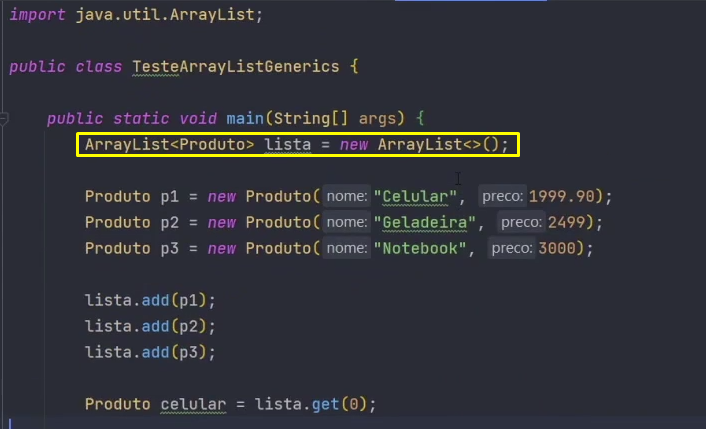 import java.util.ArrayList;
public class TesteArrayListGenerics {
public static void main(String[] args) {
ArrayList<Produto> lista = new ArrayList<>();
Produto p1 = new Produto( nome: "Celular", preco: 1999.90);
Produto p2 = new Produto( nome: "Geladeira", preco: 2499);
Produto p3 = new Produto( nome: "Notebook", preco: 3000);
lista.add(p1);
lista.add(p2);
lista.add(p3);
Produto celular = lista.get(0);